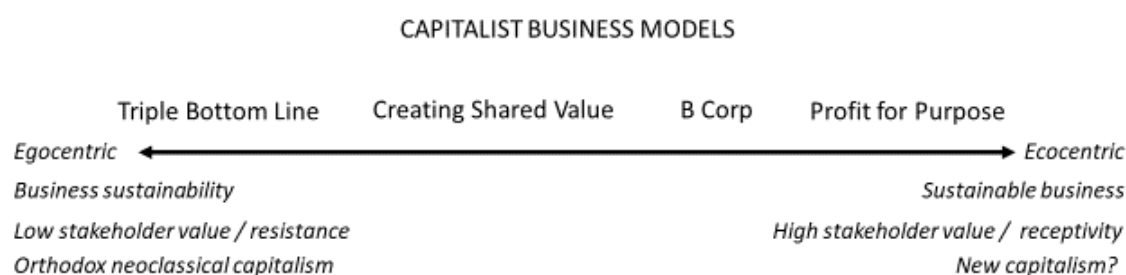 CAPITALIST BUSINESS MODELS
Triple Bottom Line Creating Shared Value B Corp Profit for Purpose
Egocentric Ecocentric
Business sustainability Sustainable business
Low stakeholder value / resistance High stakeholder value / receptivity
Orthodox neoclassical capitalism New capitalism?